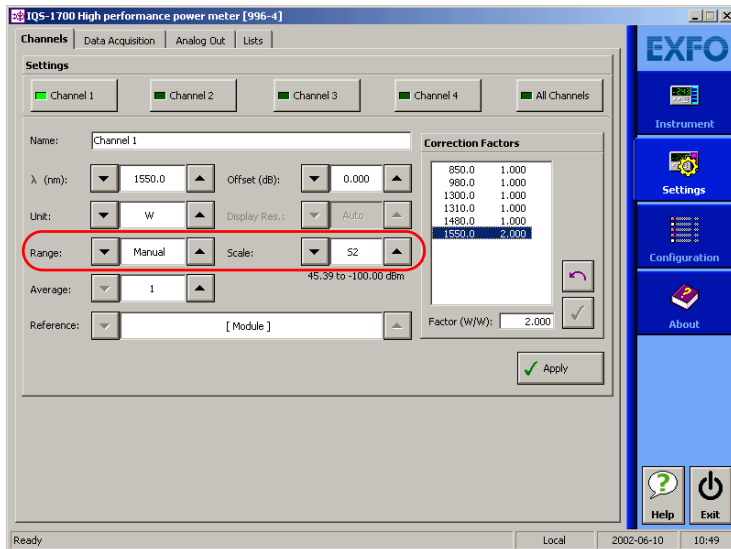 IQS-1700 High performance power meter [996-4]
Channels Data Acquisition Analog Out Lists
Settings
Channel 1 Channel 2 Channel 3 Channel 4 All Channels
Name: Channel 1
λ (nm): 1550.0 Offset (dB): 0.000
Unit: W Display Res.: Auto
Range: Manual Scale: S2
45.39 to -100.00 dBm
Average: 1
Reference: [ Module ]
Correction Factors
850.0 1.000
980.0 1.000
1300.0 1.000
1310.0 1.000
1480.0 1.000
1550.0 2.000
Factor (W/W): 2.000
Apply
EXFO
Instrument
Settings
Configuration
About
Help Exit
Ready Local 2002-06-10 10:49